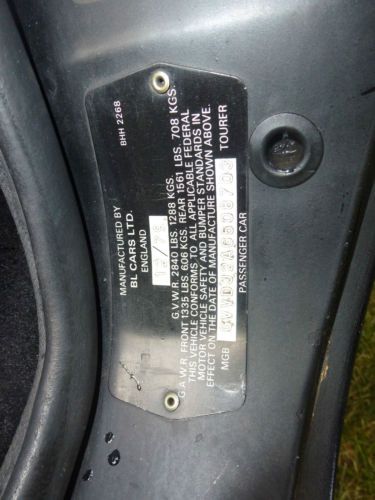 BHH 2268
MANUFACTURED BY
BL CARS LTD.
ENGLAND
G.V.W.R. 2840 LBS. 1288 KGS.
G.A.W.R. FRONT 1335 LBS. 606 KGS. REAR 1561 LBS. 708 KGS.
THIS VEHICLE CONFORMS TO ALL APPLICABLE FEDERAL
MOTOR VEHICLE SAFETY AND BUMPER STANDARDS IN
EFFECT ON THE DATE OF MANUFACTURE SHOWN ABOVE.
MGB TOURER
PASSENGER CAR